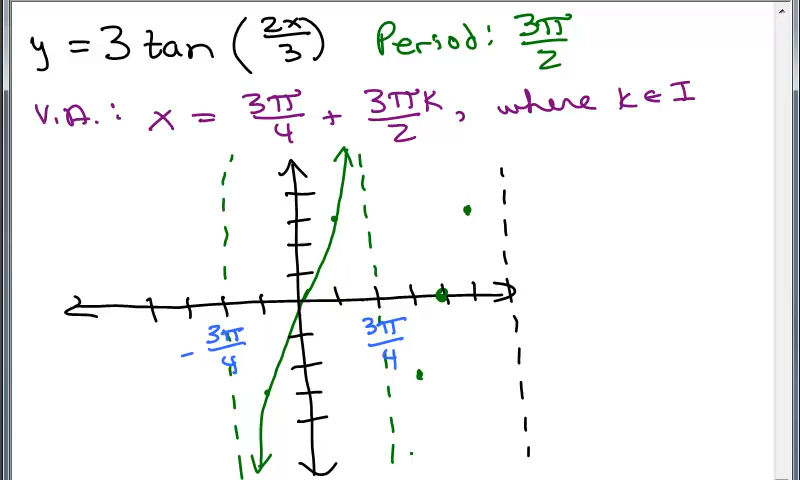 y = 3 tan (2x/3) Period: 3π/2
V.A.: x = 3π/4 + 3πk/2, where k ∈ I
- 3π/4 3π/4